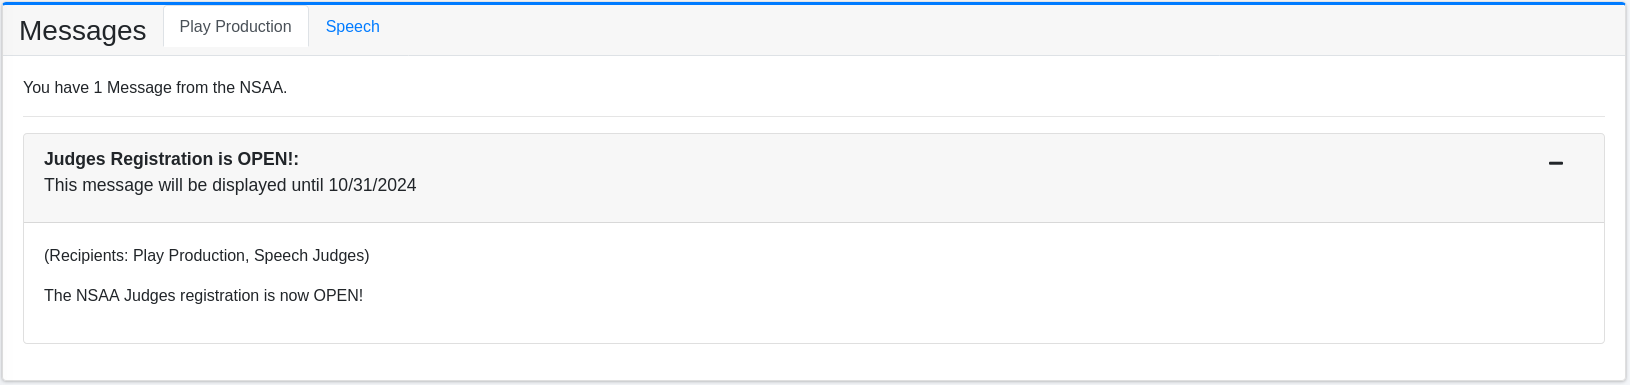 Messages
Play Production
Speech
You have 1 Message from the NSAA.
Judges Registration is OPEN!:
This message will be displayed until 10/31/2024
(Recipients: Play Production, Speech Judges)
The NSAA Judges registration is now OPEN!